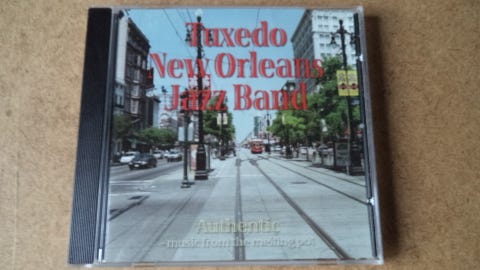 Tuxedo
New Orleans
Jazz Band
Authentic
- music from the melting pot